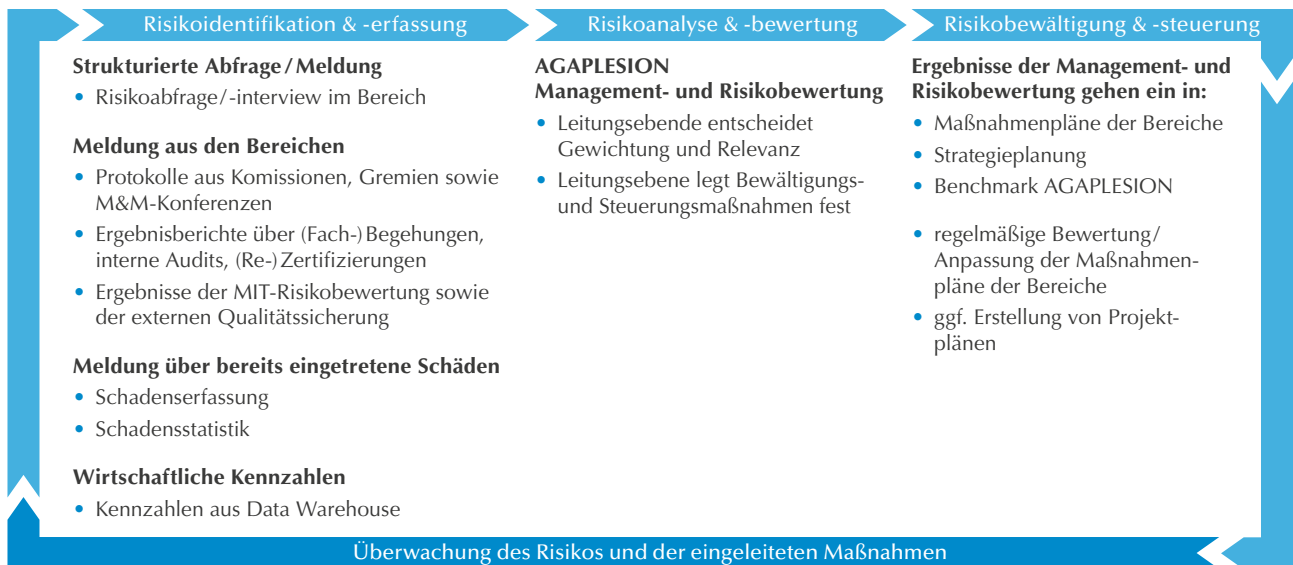 Risikoidentifikation & -erfassung
Risikoanalyse & -bewertung
Risikobewältigung & -steuerung
Strukturierte Abfrage / Meldung
• Risikoabfrage/-interview im Bereich
Meldung aus den Bereichen
• Protokolle aus Komissionen, Gremien sowie
M&M-Konferenzen
• Ergebnisberichte über (Fach-) Begehungen,
interne Audits, (Re-) Zertifizierungen
• Ergebnisse der MIT-Risikobewertung sowie
der externen Qualitätssicherung
Meldung über bereits eingetretene Schäden
• Schadenserfassung
• Schadensstatistik
Wirtschaftliche Kennzahlen
• Kennzahlen aus Data Warehouse
AGAPLESION
Management- und Risikobewertung
• Leitungsebende entscheidet
Gewichtung und Relevanz
• Leitungsebene legt Bewältigungs-
und Steuerungsmaßnahmen fest
Ergebnisse der Management- und
Risikobewertung gehen ein in:
• Maßnahmenpläne der Bereiche
• Strategieplanung
• Benchmark AGAPLESION
• regelmäßige Bewertung/
Anpassung der Maßnahmen-
pläne der Bereiche
• ggf. Erstellung von Projekt-
plänen
Überwachung des Risikos und der eingeleiteten Maßnahmen